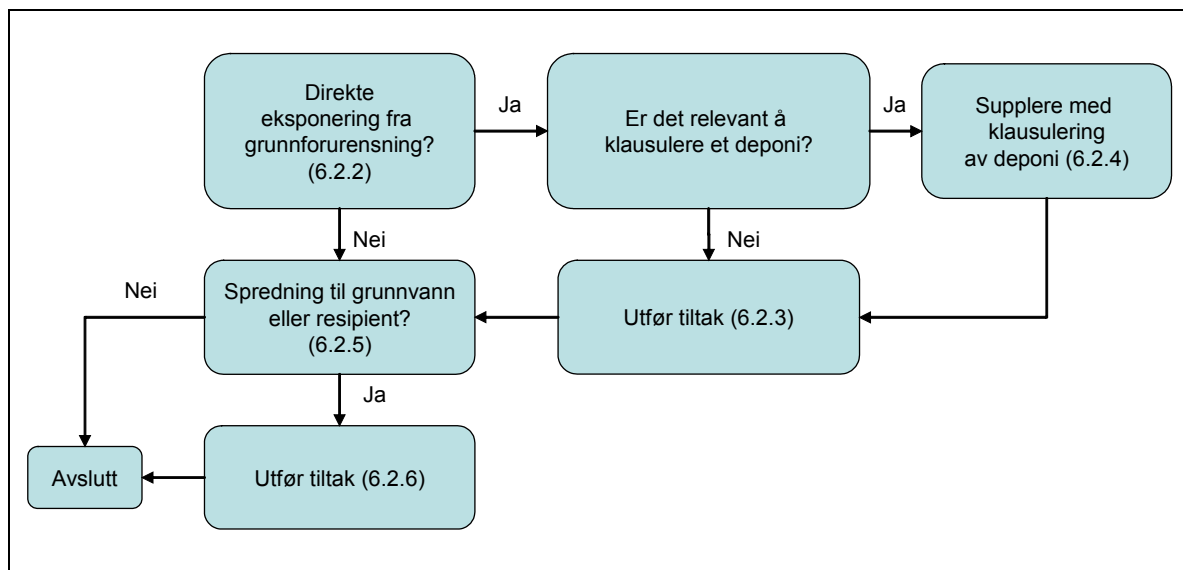 Direkte
eksponering fra
grunnforurensning?
(6.2.2)
Ja
Er det relevant å
klausulere et deponi?
Ja
Supplere med
klausulering
av deponi (6.2.4)
Nei
Nei
Nei
Spredning til grunnvann
eller resipient?
(6.2.5)
Utfør tiltak (6.2.3)
Ja
Avslutt
Utfør tiltak (6.2.6)